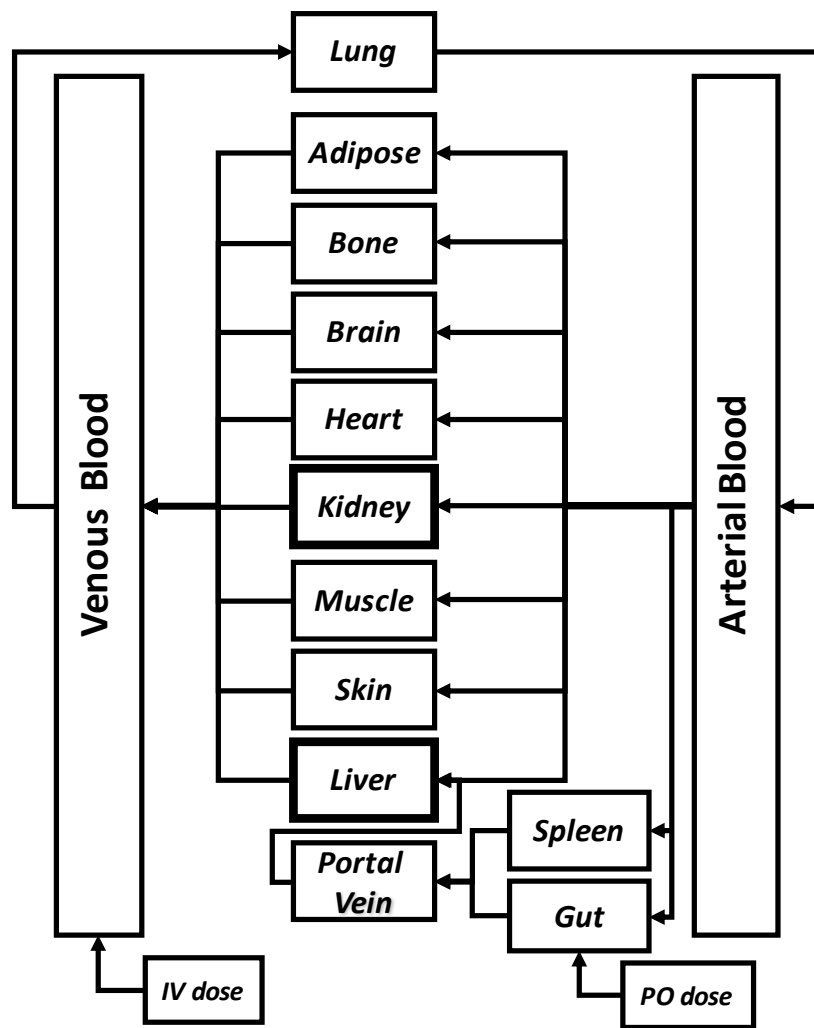 Lung
Adipose
Bone
Brain
Heart
Kidney
Muscle
Skin
Liver
Portal
Vein
Spleen
Gut
Venous Blood
Arterial Blood
IV dose
PO dose